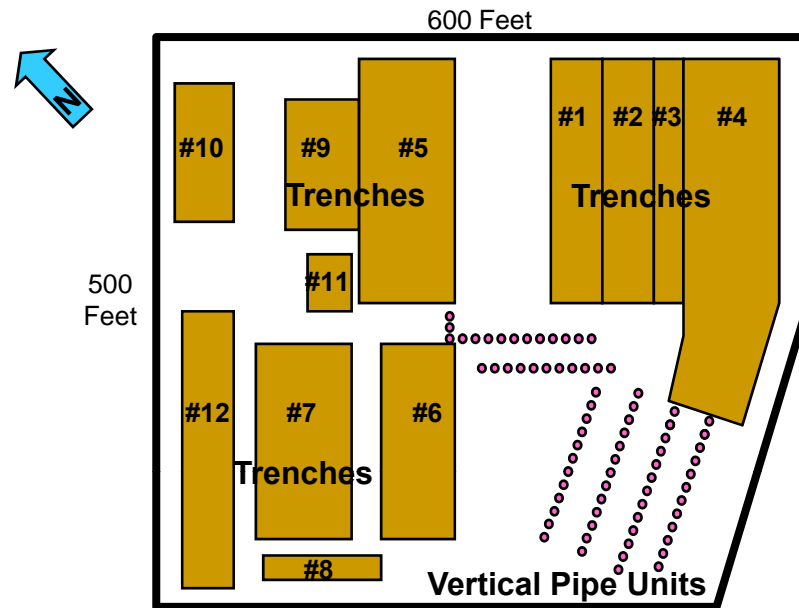 600 Feet
N
#1
#2
#3
#4
#10
#9
#5
Trenches
Trenches
#11
500
Feet
#12
#7
#6
Trenches
#8
Vertical Pipe Units